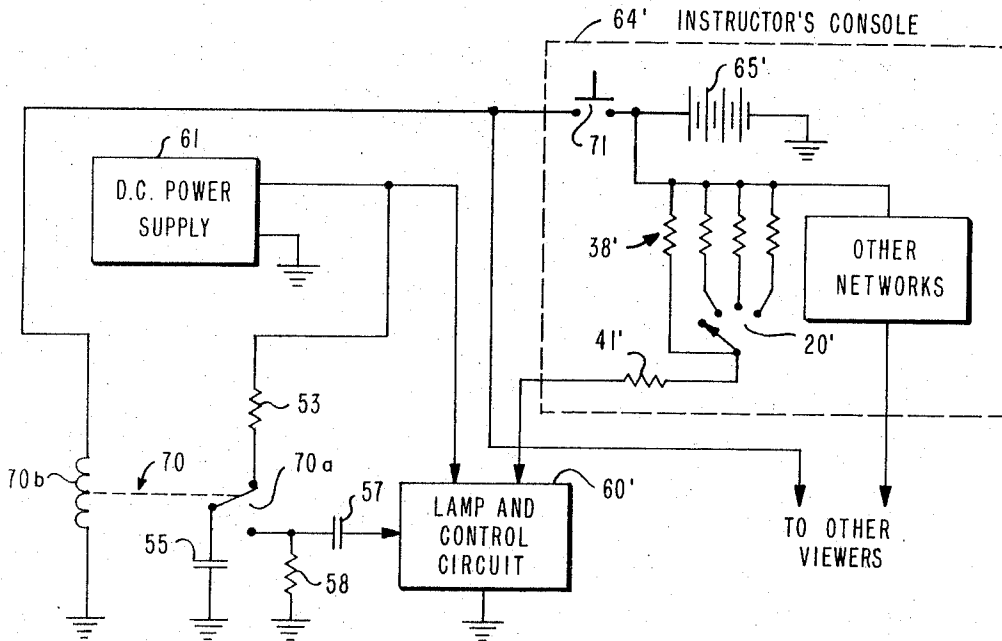 64' INSTRUCTOR'S CONSOLE
65'
61
71
D.C. POWER
SUPPLY
38'
OTHER
NETWORKS
20'
41'
53
70b
70
70a
57
60'
LAMP AND
CONTROL
CIRCUIT
55
58
TO OTHER
VIEWERS